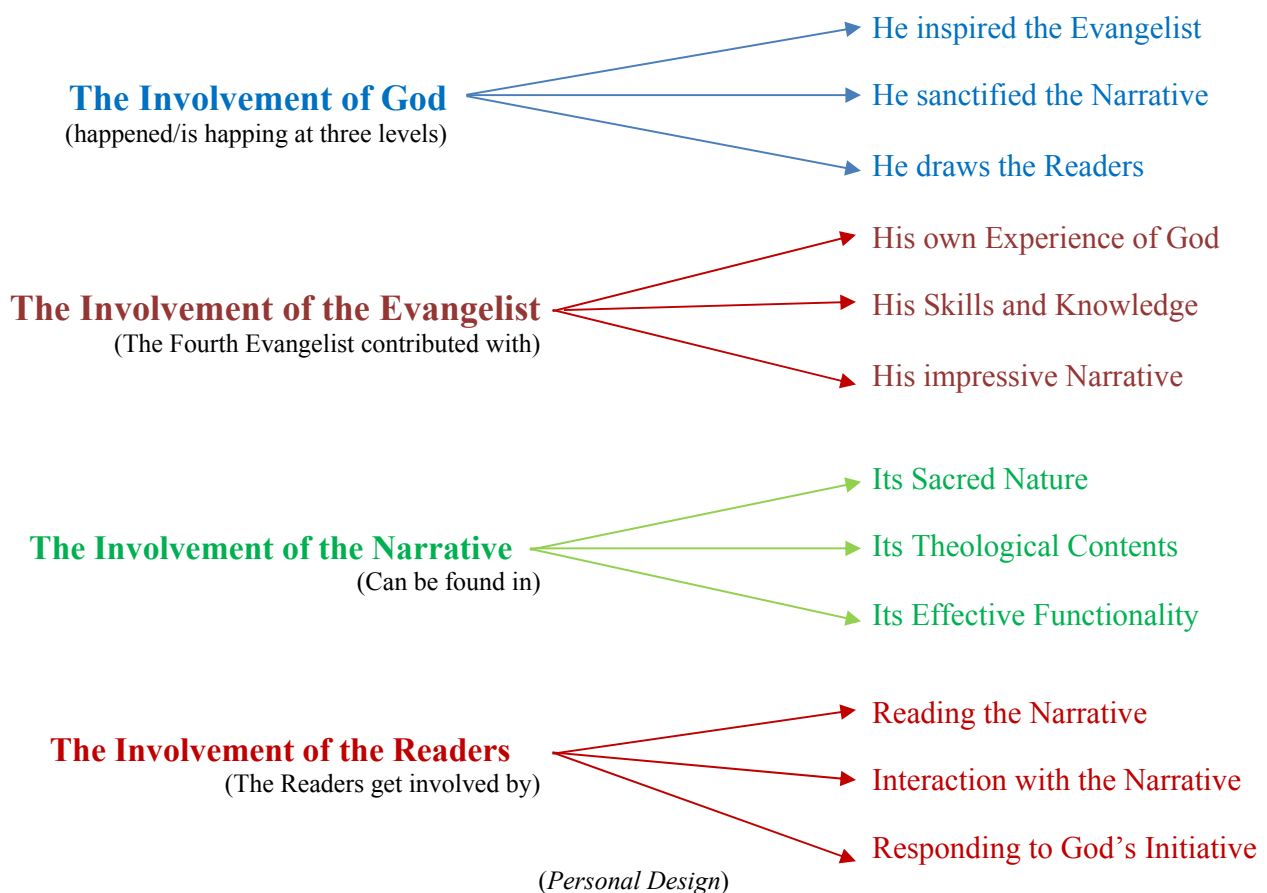 The Involvement of God
(happened/is happing at three levels)
He inspired the Evangelist
He sanctified the Narrative
He draws the Readers
The Involvement of the Evangelist
(The Fourth Evangelist contributed with)
His own Experience of God
His Skills and Knowledge
His impressive Narrative
The Involvement of the Narrative
(Can be found in)
Its Sacred Nature
Its Theological Contents
Its Effective Functionality
The Involvement of the Readers
(The Readers get involved by)
Reading the Narrative
Interaction with the Narrative
Responding to God’s Initiative
(Personal Design)